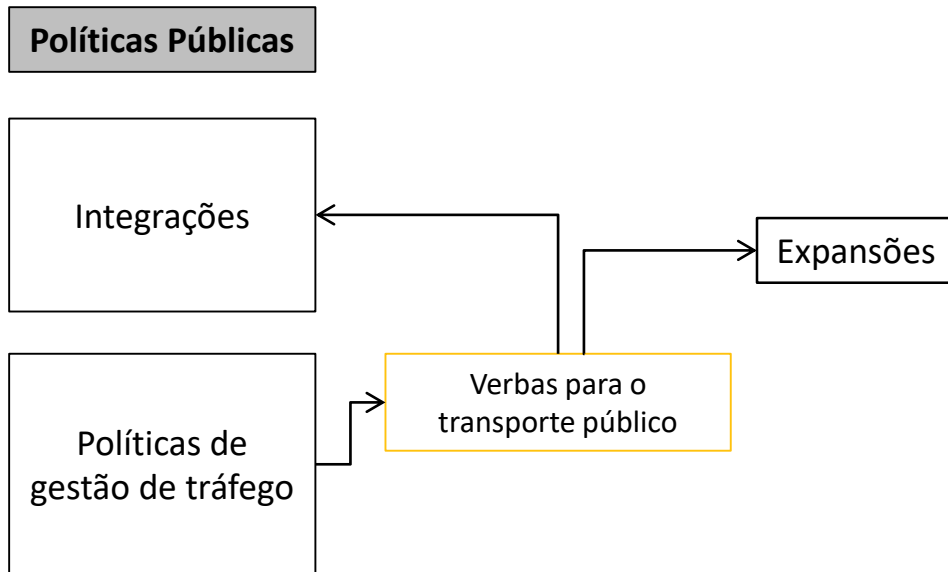 Políticas Públicas
Integrações
Expansões
Verbas para o
transporte público
Políticas de
gestão de tráfego